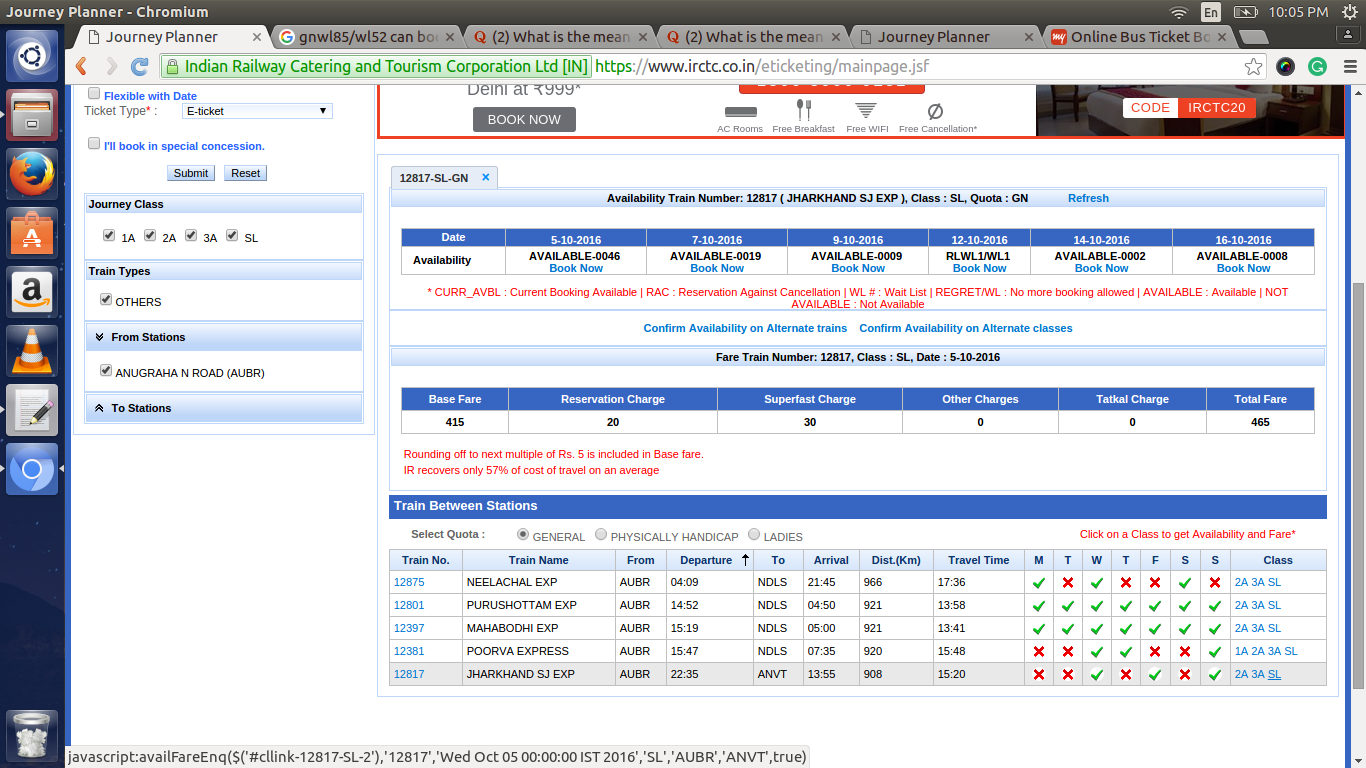 Journey Planner - Chromium
En
10:05 PM
Journey Planner
gnwl85/wl52 can bo
(2) What is the mean
(2) What is the mean
Journey Planner
Online Bus Ticket Bo
Indian Railway Catering and Tourism Corporation Ltd [IN] https://www.irctc.co.in/eticketing/mainpage.jsf
Flexible with Date
Ticket Type* : E-ticket
I'll book in special concession.
Submit Reset
Journey Class
1A 2A 3A SL
Train Types
OTHERS
From Stations
ANUGRAHA N ROAD (AUBR)
To Stations
Delhi at ₹999*
BOOK NOW
AC Rooms Free Breakfast Free WIFI Free Cancellation*
CODE IRCTC20
12817-SL-GN ×
Availability Train Number: 12817 ( JHARKHAND SJ EXP ), Class : SL, Quota : GN Refresh
Date 5-10-2016 7-10-2016 9-10-2016 12-10-2016 14-10-2016 16-10-2016
Availability AVAILABLE-0046 AVAILABLE-0019 AVAILABLE-0009 RLWL1/WL1 AVAILABLE-0002 AVAILABLE-0008
Book Now Book Now Book Now Book Now Book Now Book Now
* CURR_AVBL : Current Booking Available | RAC : Reservation Against Cancellation | WL # : Wait List | REGRET/WL : No more booking allowed | AVAILABLE : Available | NOT
AVAILABLE : Not Available
Confirm Availability on Alternate trains Confirm Availability on Alternate classes
Fare Train Number: 12817, Class : SL, Date : 5-10-2016
Base Fare Reservation Charge Superfast Charge Other Charges Tatkal Charge Total Fare
415 20 30 0 0 465
Rounding off to next multiple of Rs. 5 is included in Base fare.
IR recovers only 57% of cost of travel on an average
Train Between Stations
Select Quota : GENERAL PHYSICALLY HANDICAP LADIES Click on a Class to get Availability and Fare*
Train No. Train Name From Departure To Arrival Dist.(Km) Travel Time M T W T F S S Class
12875 NEELACHAL EXP AUBR 04:09 NDLS 21:45 966 17:36 2A 3A SL
12801 PURUSHOTTAM EXP AUBR 14:52 NDLS 04:50 921 13:58 2A 3A SL
12397 MAHABODHI EXP AUBR 15:19 NDLS 05:00 921 13:41 2A 3A SL
12381 POORVA EXPRESS AUBR 15:47 NDLS 07:35 920 15:48 1A 2A 3A SL
12817 JHARKHAND SJ EXP AUBR 22:35 ANVT 13:55 908 15:20 2A 3A SL
javascript:availFareEnq($('#cllink-12817-SL-2'),'12817','Wed Oct 05 00:00:00 IST 2016','SL','AUBR','ANVT',true)